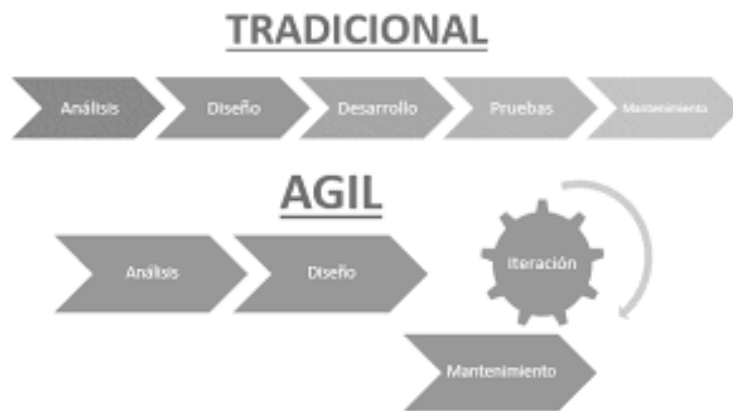 TRADICIONAL
Análisis Diseño Desarrollo Pruebas Mantenimiento
AGIL
Iteración
Análisis Diseño
Mantenimiento